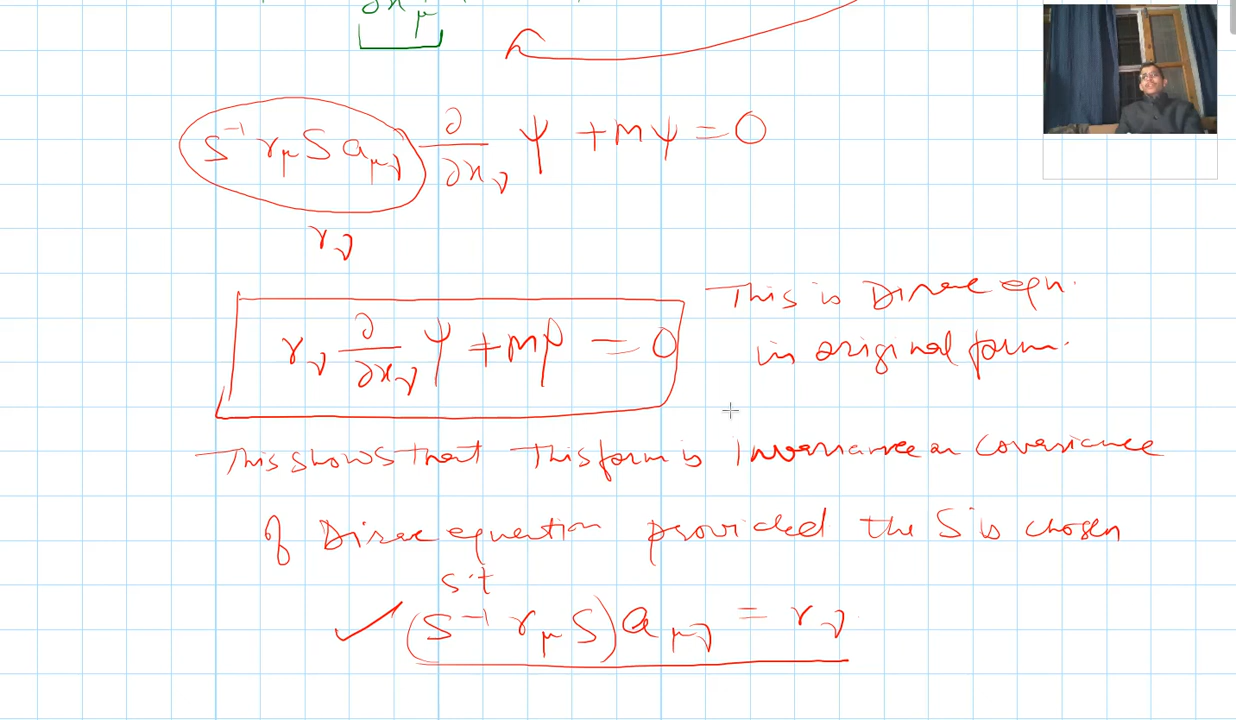 ∂x_μ
S⁻¹ γ_μ S a_μν ∂/∂x_ν ψ + mψ = 0
γ_ν
γ_ν ∂/∂x_ν ψ + mψ = 0
This is Dirac eqn.
in original form.
This shows that This form is Invariance or Covariance
of Dirac equation provided the S is chosen
s.t
(S⁻¹ γ_μ S) a_μν = γ_ν